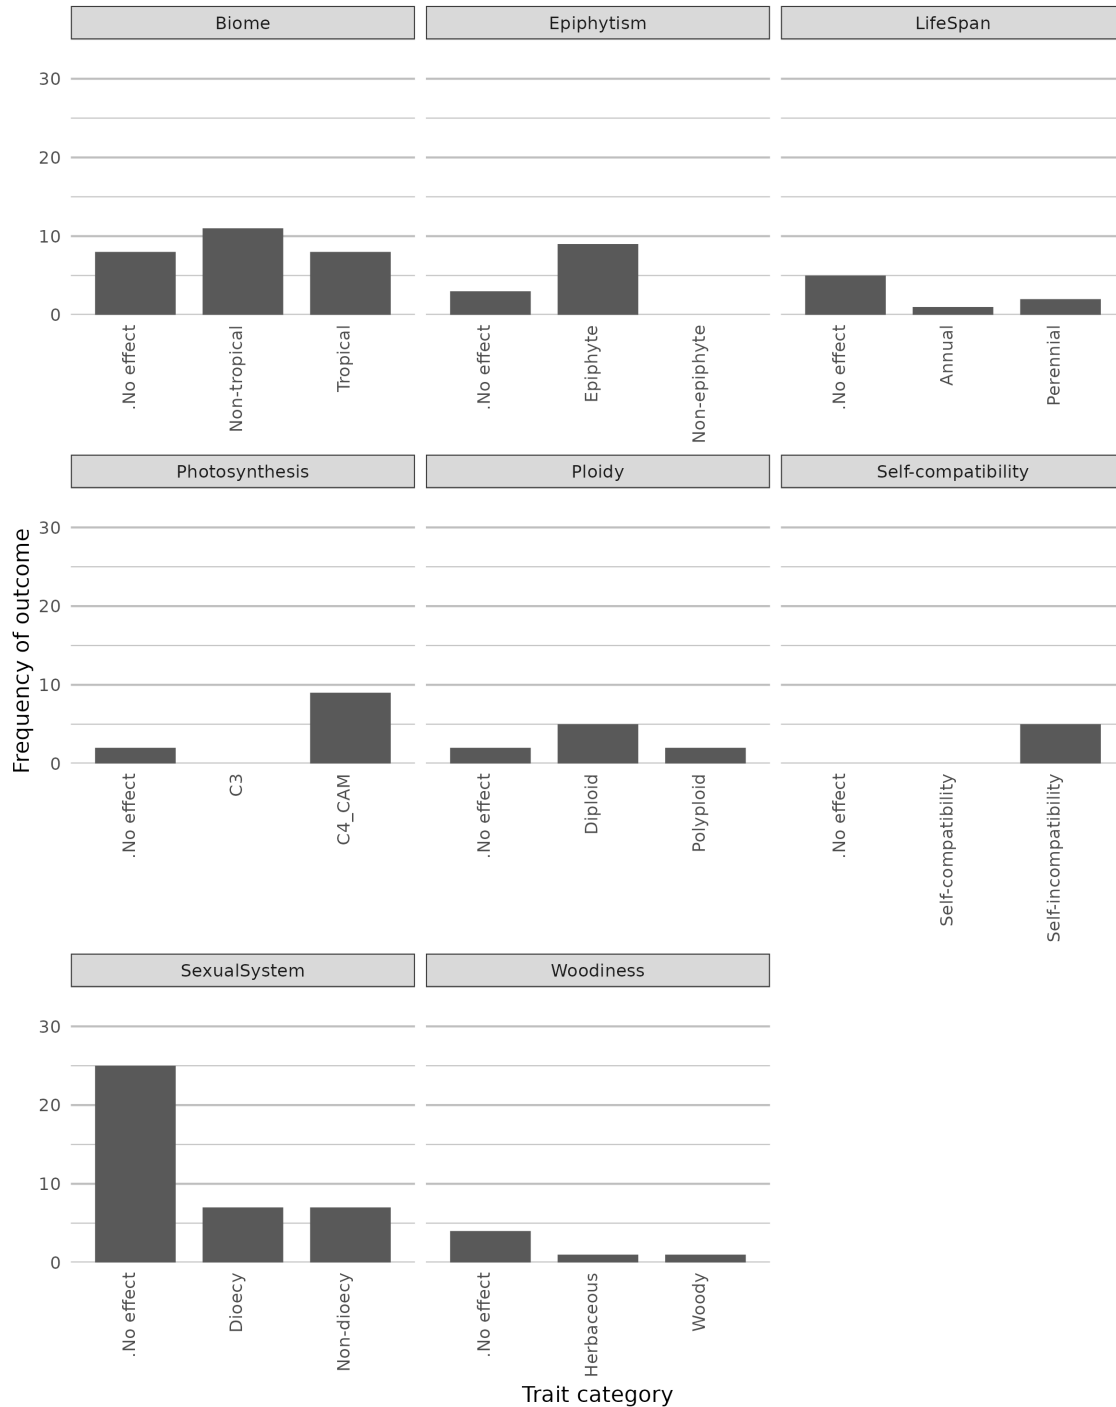 Biome
Epiphytism
LifeSpan
30
20
10
0
.No effect
Non-tropical
Tropical
.No effect
Epiphyte
Non-epiphyte
.No effect
Annual
Perennial
Photosynthesis
Ploidy
Self-compatibility
Frequency of outcome
30
20
10
0
.No effect
C3
C4_CAM
.No effect
Diploid
Polyploid
.No effect
Self-compatibility
Self-incompatibility
SexualSystem
Woodiness
30
20
10
0
.No effect
Dioecy
Non-dioecy
.No effect
Herbaceous
Woody
Trait category